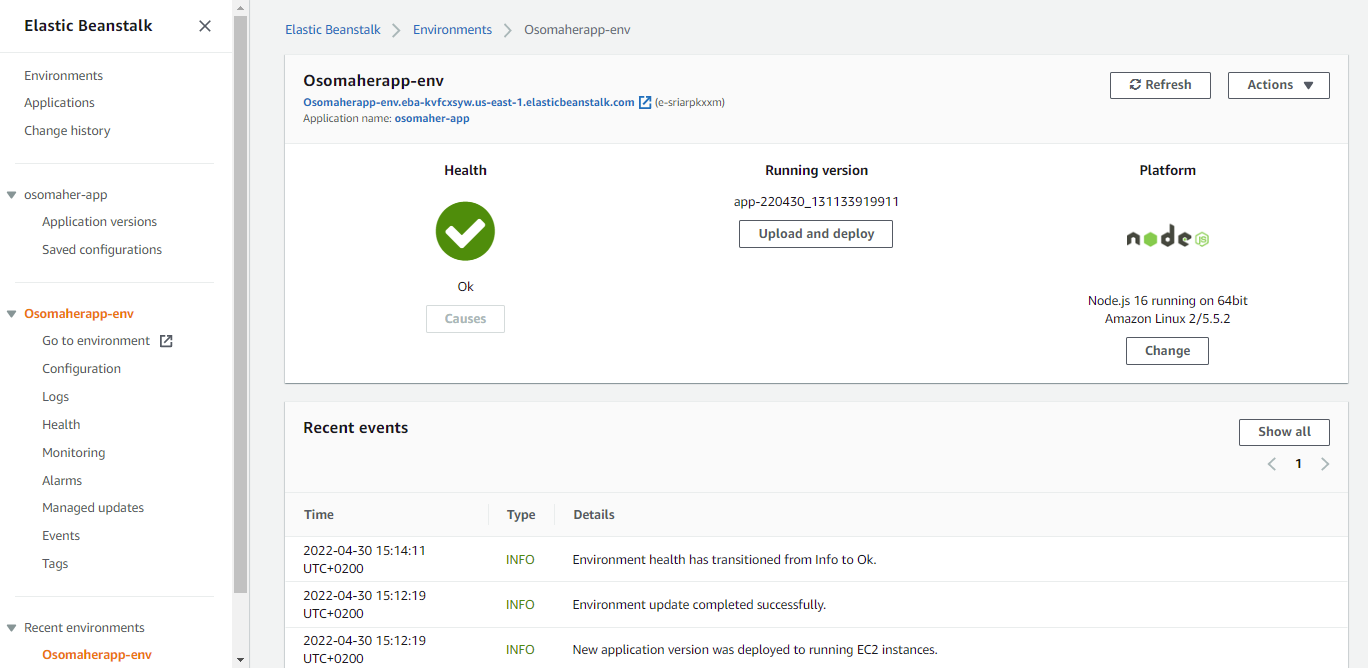 Elastic Beanstalk
Environments
Applications
Change history
osomaher-app
Application versions
Saved configurations
Osomaherapp-env
Go to environment
Configuration
Logs
Health
Monitoring
Alarms
Managed updates
Events
Tags
Recent environments
Osomaherapp-env
Elastic Beanstalk > Environments > Osomaherapp-env
Osomaherapp-env
Osomaherapp-env.eba-kvfcxsyw.us-east-1.elasticbeanstalk.com (e-sriarpkxxm)
Application name: osomaher-app
Refresh
Actions
Health
Ok
Causes
Running version
app-220430_131133919911
Upload and deploy
Platform
node JS
Node.js 16 running on 64bit
Amazon Linux 2/5.5.2
Change
Recent events
Show all
1
Time Type Details
2022-04-30 15:14:11
UTC+0200
INFO
Environment health has transitioned from Info to Ok.
2022-04-30 15:12:19
UTC+0200
INFO
Environment update completed successfully.
2022-04-30 15:12:19
UTC+0200
INFO
New application version was deployed to running EC2 instances.